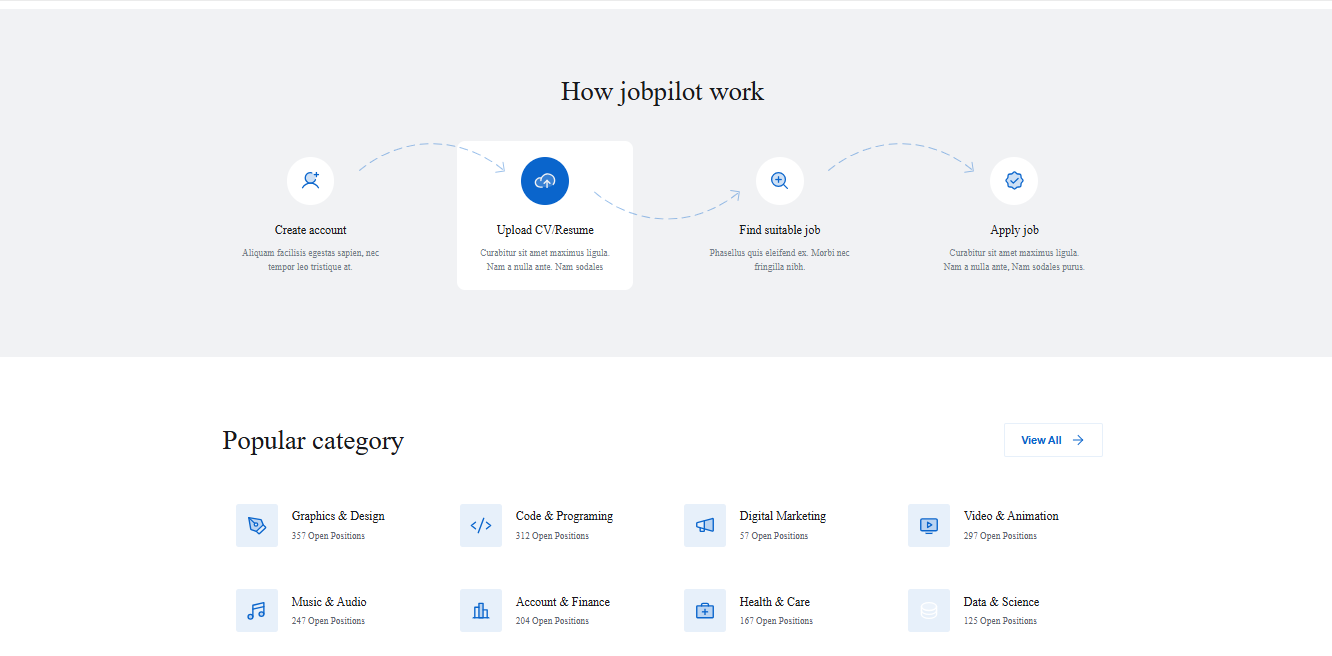 How jobpilot work
Create account
Aliquam facilisis egestas sapien, nec
tempor leo tristique at.
Upload CV/Resume
Curabitur sit amet maximus ligula.
Nam a nulla ante. Nam sodales
Find suitable job
Phasellus quis eleifend ex. Morbi nec
fringilla nibh.
Apply job
Curabitur sit amet maximus ligula.
Nam a nulla ante, Nam sodales purus.
Popular category
View All
Graphics & Design
357 Open Positions
Code & Programing
312 Open Positions
Digital Marketing
57 Open Positions
Video & Animation
297 Open Positions
Music & Audio
247 Open Positions
Account & Finance
204 Open Positions
Health & Care
167 Open Positions
Data & Science
125 Open Positions